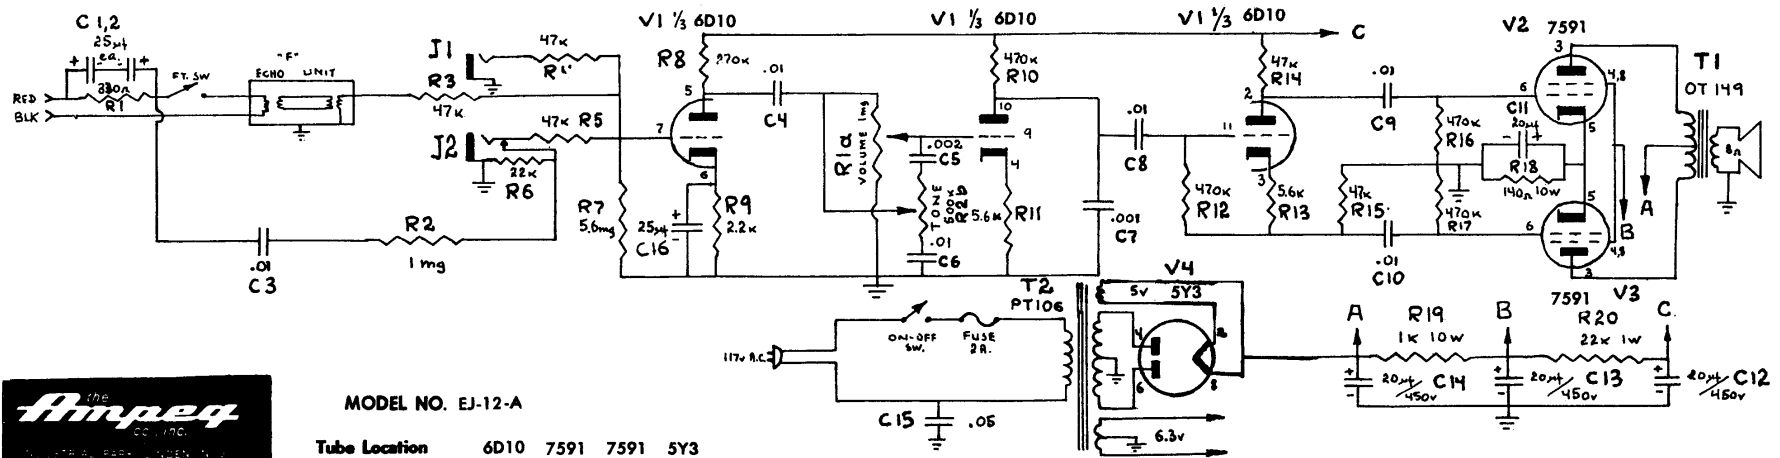 C 1,2
25μf
ea.
+ +
330Ω
R1
FT. SW
RED
BLK
"F"
ECHO UNIT
J1
47K
R4
R3
47K
47K R5
J2
22K
R6
R2
1 mg
.01
C3
V1 1/3 6D10
R8 270K
5
7
6
.01
C4
R7
5.6mg
+
25μf
-
C16
R9
2.2K
R1a
VOLUME 1mg
.002
C5
TONE
500K
R2a
.01
C6
V1 1/3 6D10
470K
R10
10
9
4
5.6K
R11
.001
C7
.01
C8
V1 1/3 6D10
C
47K
R14
2
11
3
470K
R12
5.6K
R13
47K
R15
.01
C9
.01
C10
470K
R16
470K
R17
V2 7591
3
6
4,8
5
C11
20μf
- +
R18
140Ω 10W
5
6
4,8
3
7591 V3
A
B
T1
OT 149
8Ω
117V A.C.
ON-OFF
SW.
FUSE
2A.
T2
PT106
C15 .05
V4
5V 5Y3
4
6
2
8
6.3V
A
R19
1K 10W
B
R20
22K 1W
C
+
-
20μf/450V C14
+
-
20μf/450V C13
+
-
20μf/450V C12
the
Ampeg
co., inc.
MODEL NO. EJ-12-A
Tube Location 6D10 7591 7591 5Y3